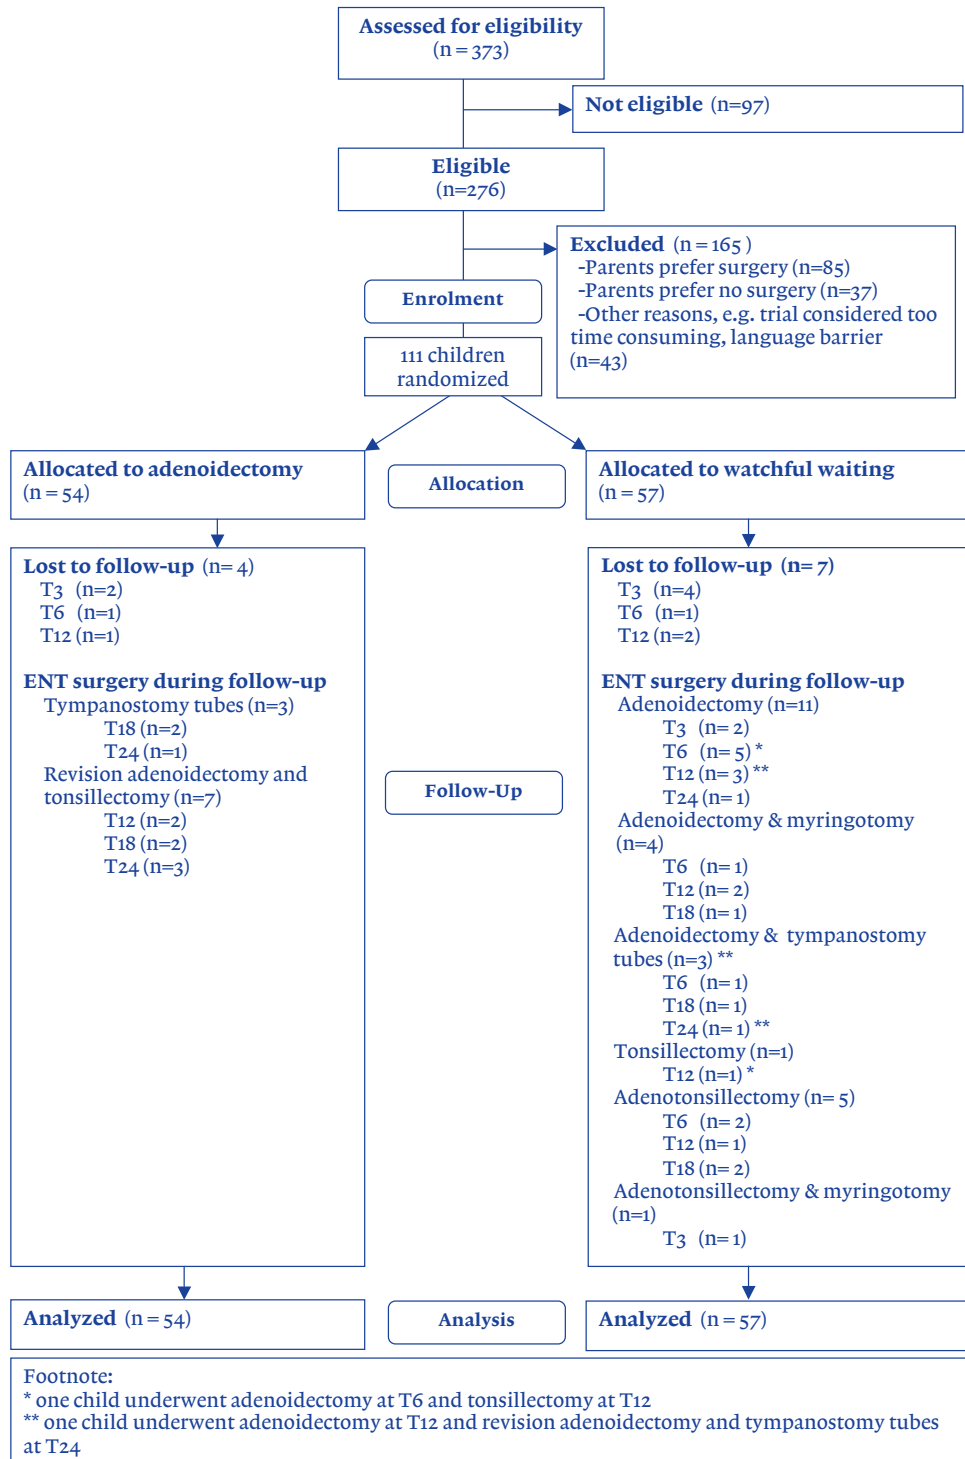 Assessed for eligibility
(n = 373)
Not eligible (n=97)
Eligible
(n=276)
Excluded (n = 165 )
-Parents prefer surgery (n=85)
-Parents prefer no surgery (n=37)
-Other reasons, e.g. trial considered too
time consuming, language barrier
(n=43)
Enrolment
111 children
randomized
Allocated to adenoidectomy
(n = 54)
Allocation
Allocated to watchful waiting
(n = 57)
Lost to follow-up (n= 4)
T3 (n=2)
T6 (n=1)
T12 (n=1)
ENT surgery during follow-up
Tympanostomy tubes (n=3)
T18 (n=2)
T24 (n=1)
Revision adenoidectomy and
tonsillectomy (n=7)
T12 (n=2)
T18 (n=2)
T24 (n=3)
Follow-Up
Lost to follow-up (n= 7)
T3 (n=4)
T6 (n=1)
T12 (n=2)
ENT surgery during follow-up
Adenoidectomy (n=11)
T3 (n= 2)
T6 (n= 5) *
T12 (n= 3) **
T24 (n= 1)
Adenoidectomy & myringotomy
(n=4)
T6 (n= 1)
T12 (n= 2)
T18 (n= 1)
Adenoidectomy & tympanostomy
tubes (n=3) **
T6 (n= 1)
T18 (n= 1)
T24 (n= 1) **
Tonsillectomy (n=1)
T12 (n=1) *
Adenotonsillectomy (n= 5)
T6 (n= 2)
T12 (n= 1)
T18 (n= 2)
Adenotonsillectomy & myringotomy
(n=1)
T3 (n= 1)
Analyzed (n = 54)
Analysis
Analyzed (n = 57)
Footnote:
* one child underwent adenoidectomy at T6 and tonsillectomy at T12
** one child underwent adenoidectomy at T12 and revision adenoidectomy and tympanostomy tubes
at T24